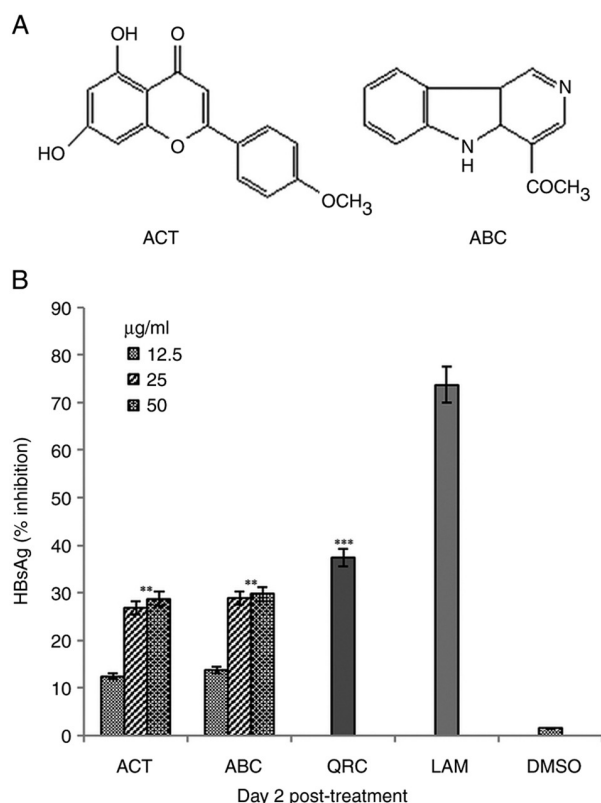 A
OH
O
HO
O
OCH3
ACT
N
N
H
COCH3
ABC
B
90
80
70
60
50
40
30
20
10
0
HBsAg (% inhibition)
µg/ml
12.5
25
50
**
**
***
ACT ABC QRC LAM DMSO
Day 2 post-treatment